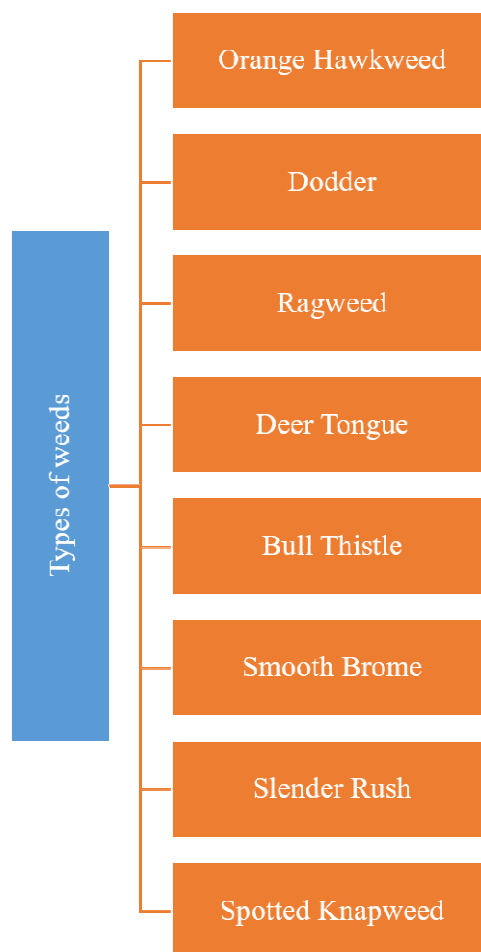 Types of weeds
Orange Hawkweed
Dodder
Ragweed
Deer Tongue
Bull Thistle
Smooth Brome
Slender Rush
Spotted Knapweed